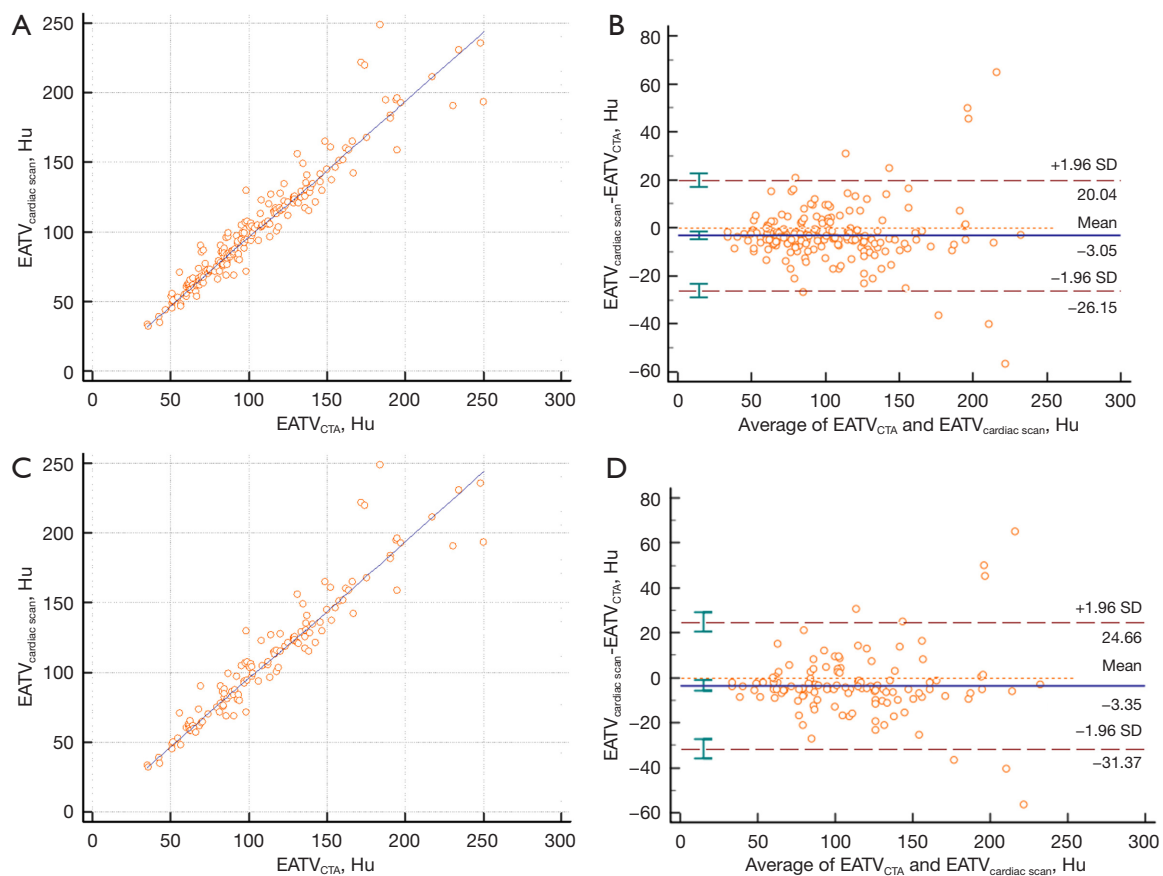 A
250
200
150
100
50
0
EATVcardiac scan, Hu
0 50 100 150 200 250 300
EATVCTA, Hu
B
80
60
40
20
0
−20
−40
−60
EATVcardiac scan-EATVCTA, Hu
+1.96 SD
20.04
Mean
−3.05
−1.96 SD
−26.15
0 50 100 150 200 250 300
Average of EATVCTA and EATVcardiac scan, Hu
C
250
200
150
100
50
0
EATVcardiac scan, Hu
0 50 100 150 200 250 300
EATVCTA, Hu
D
80
60
40
20
0
−20
−40
−60
EATVcardiac scan-EATVCTA, Hu
+1.96 SD
24.66
Mean
−3.35
−1.96 SD
−31.37
0 50 100 150 200 250 300
Average of EATVCTA and EATVcardiac scan, Hu